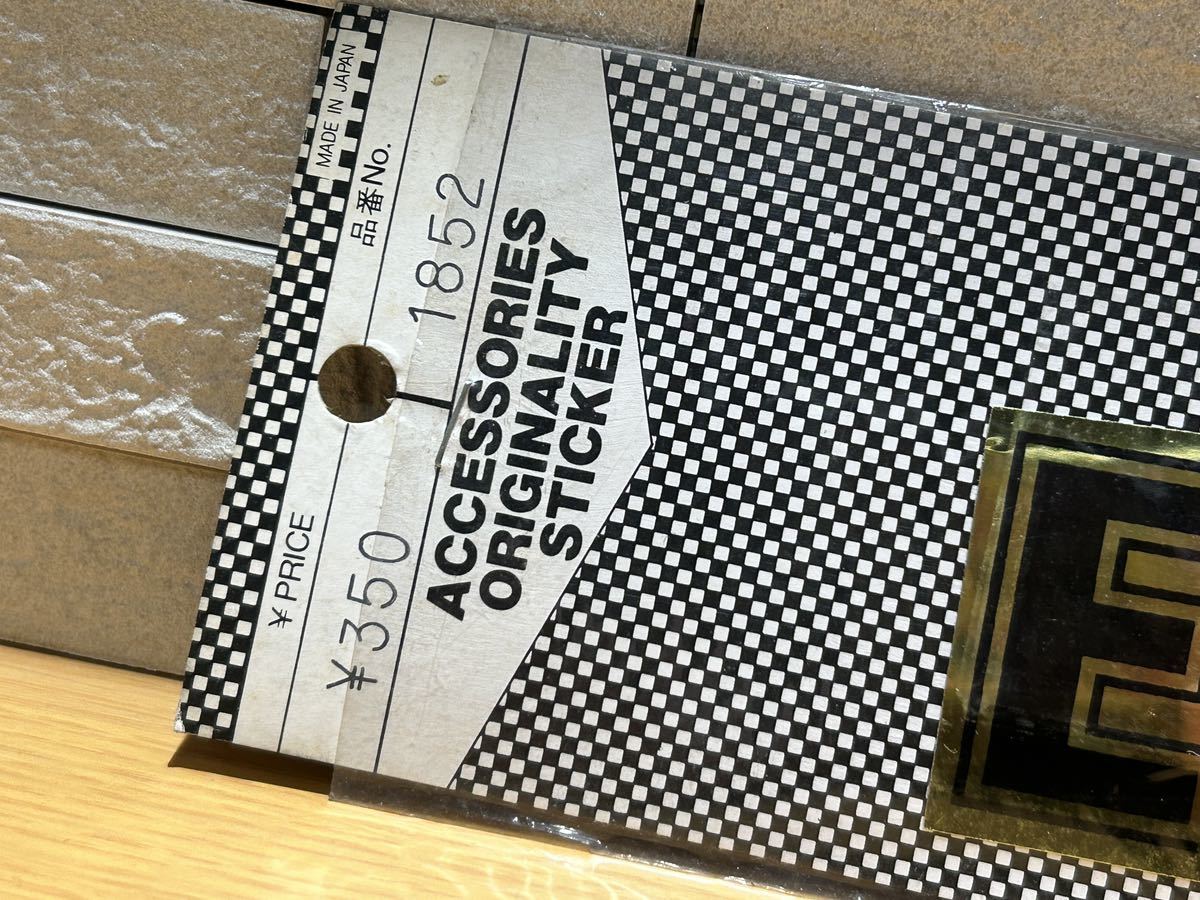 MADE IN JAPAN
¥ PRICE
品番No.
¥350
1852
ACCESSORIES
ORIGINALITY
STICKER